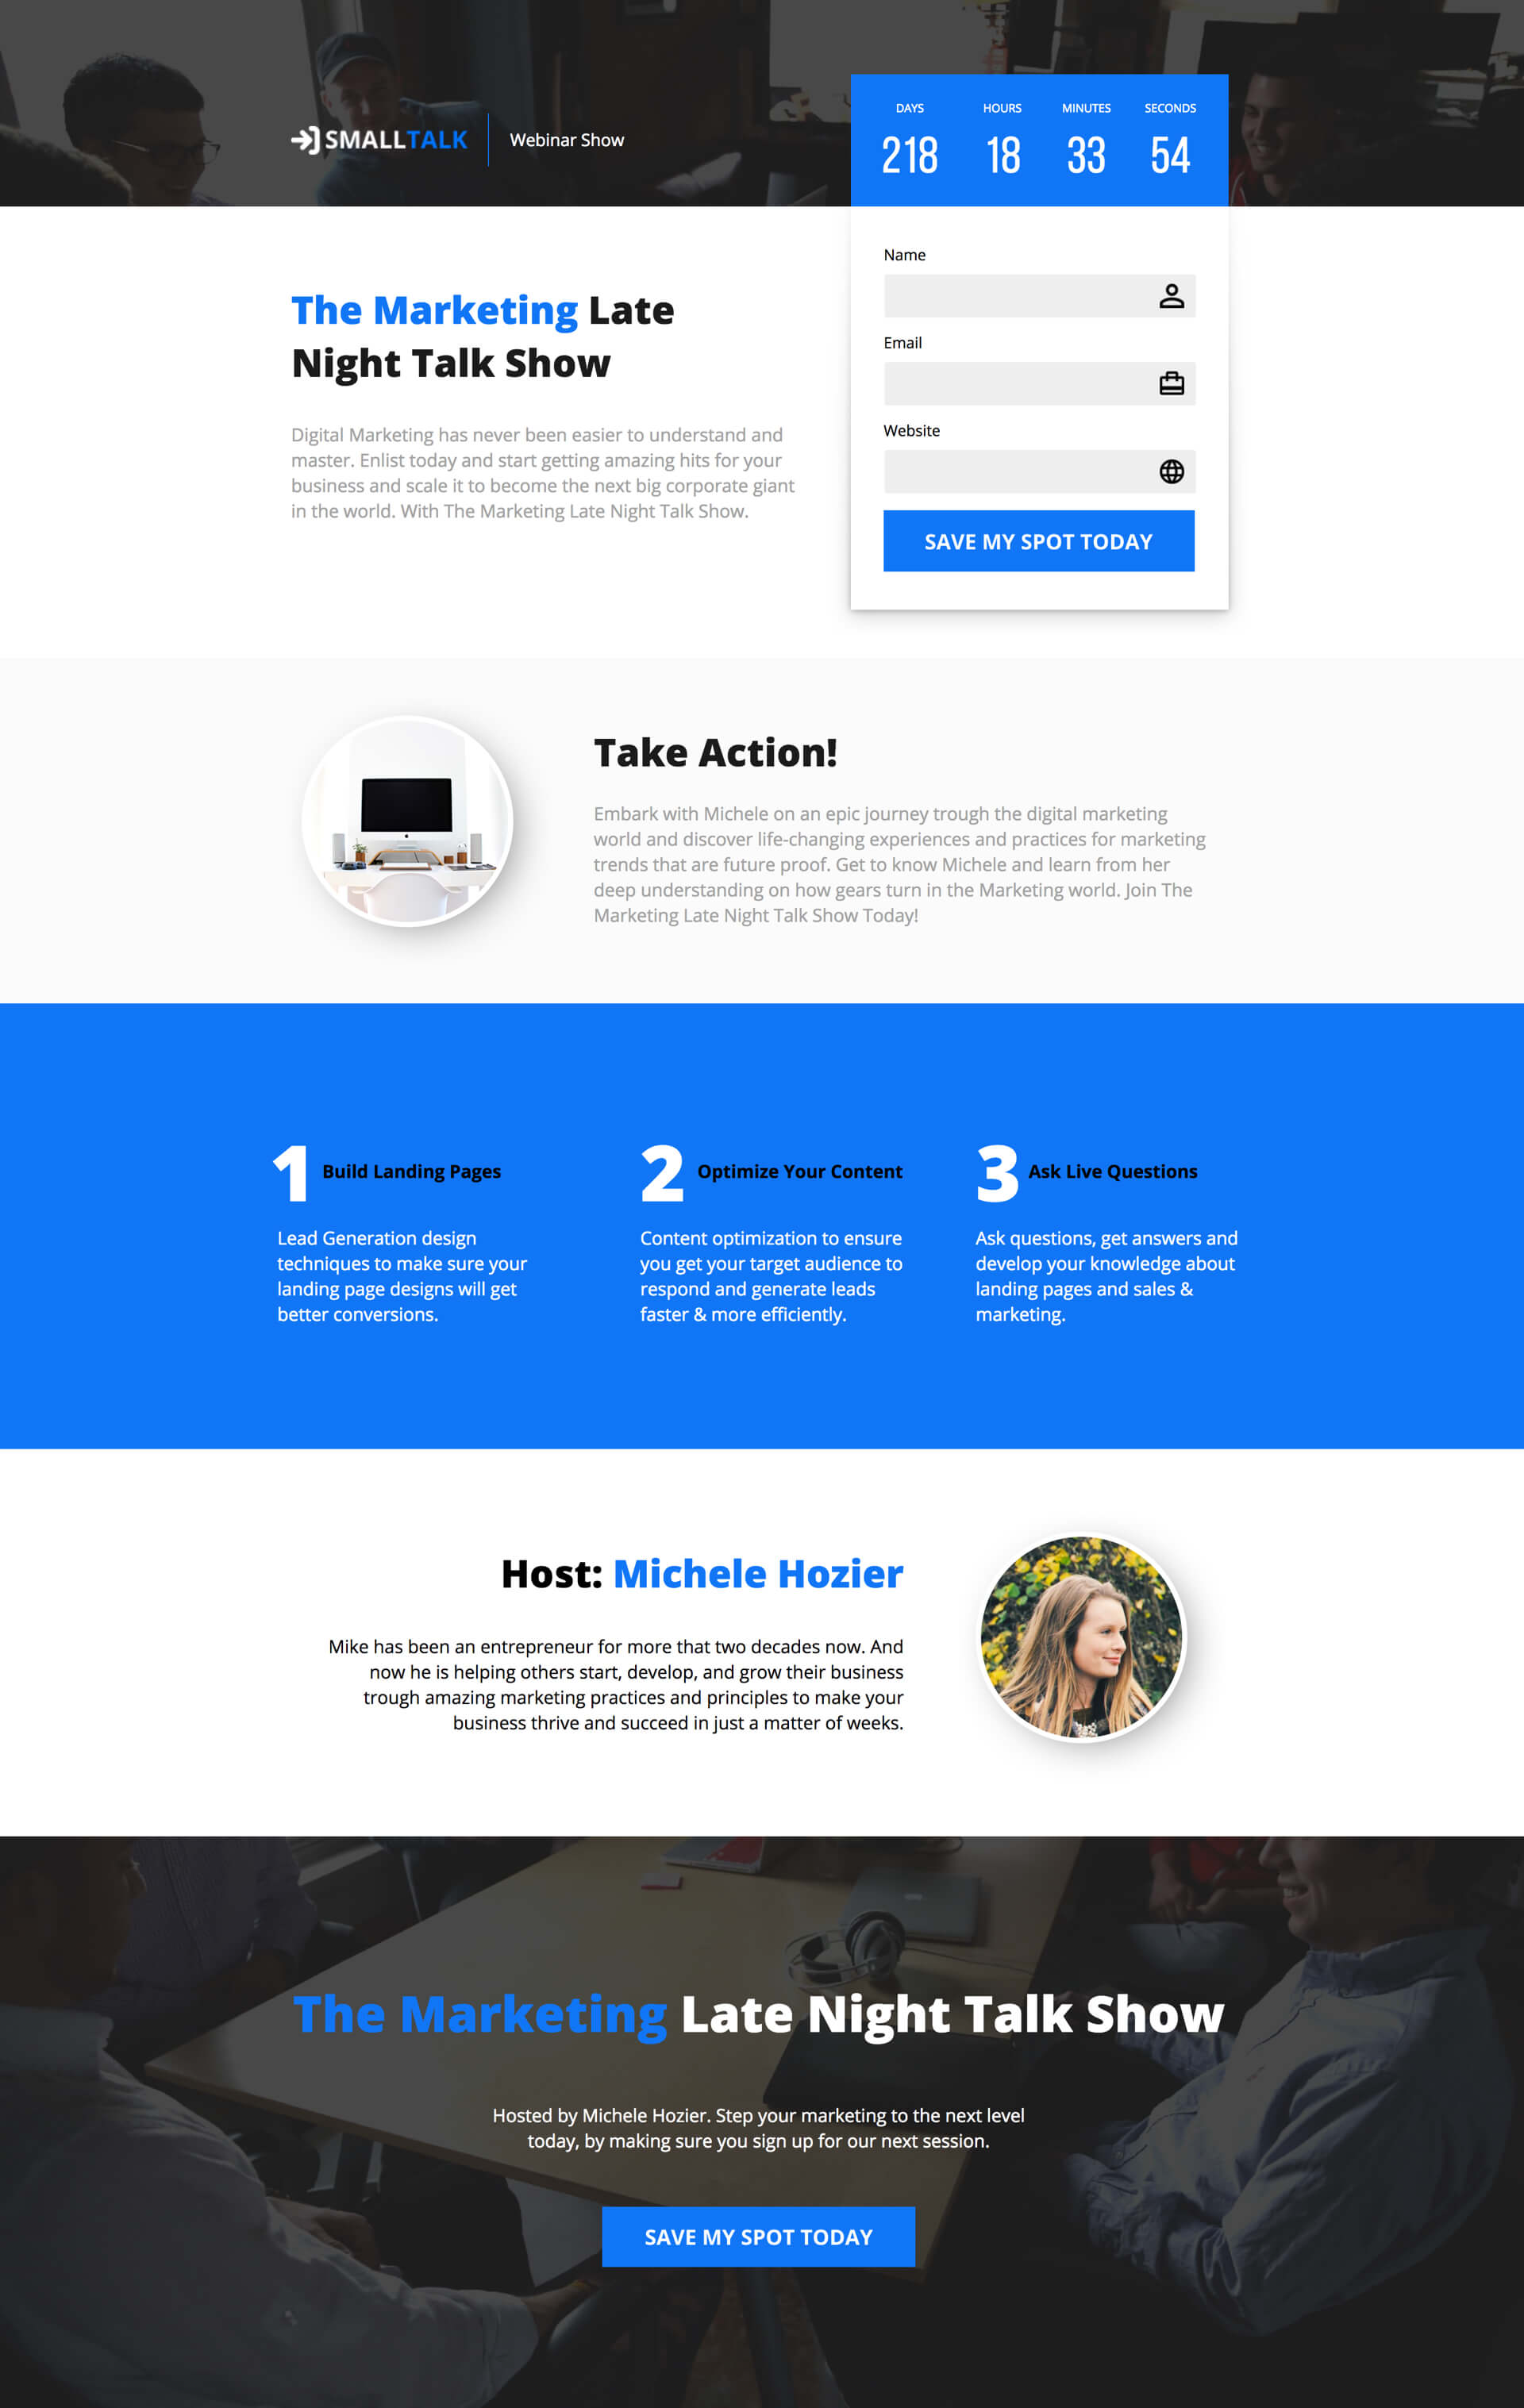 SMALLTALK
Webinar Show
DAYS HOURS MINUTES SECONDS
218 18 33 54
Name
Email
Website
SAVE MY SPOT TODAY
The Marketing Late
Night Talk Show
Digital Marketing has never been easier to understand and
master. Enlist today and start getting amazing hits for your
business and scale it to become the next big corporate giant
in the world. With The Marketing Late Night Talk Show.
Take Action!
Embark with Michele on an epic journey trough the digital marketing
world and discover life-changing experiences and practices for marketing
trends that are future proof. Get to know Michele and learn from her
deep understanding on how gears turn in the Marketing world. Join The
Marketing Late Night Talk Show Today!
1 Build Landing Pages
Lead Generation design
techniques to make sure your
landing page designs will get
better conversions.
2 Optimize Your Content
Content optimization to ensure
you get your target audience to
respond and generate leads
faster & more efficiently.
3 Ask Live Questions
Ask questions, get answers and
develop your knowledge about
landing pages and sales &
marketing.
Host: Michele Hozier
Mike has been an entrepreneur for more that two decades now. And
now he is helping others start, develop, and grow their business
trough amazing marketing practices and principles to make your
business thrive and succeed in just a matter of weeks.
The Marketing Late Night Talk Show
Hosted by Michele Hozier. Step your marketing to the next level
today, by making sure you sign up for our next session.
SAVE MY SPOT TODAY